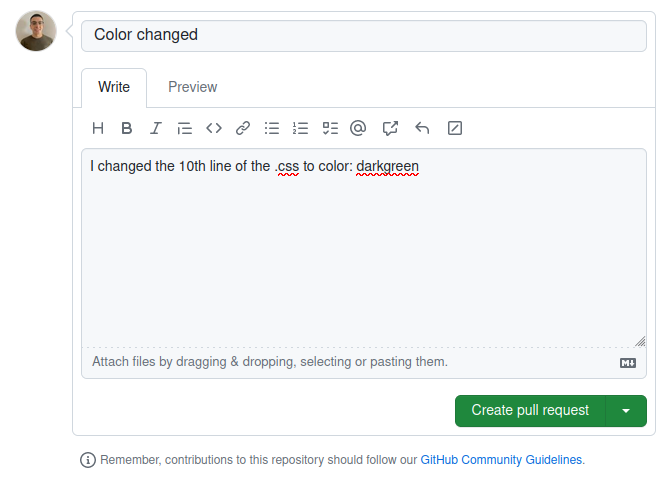 Color changed
Write Preview
H B I @
I changed the 10th line of the .css to color: darkgreen
Attach files by dragging & dropping, selecting or pasting them.
Create pull request
Remember, contributions to this repository should follow our GitHub Community Guidelines.